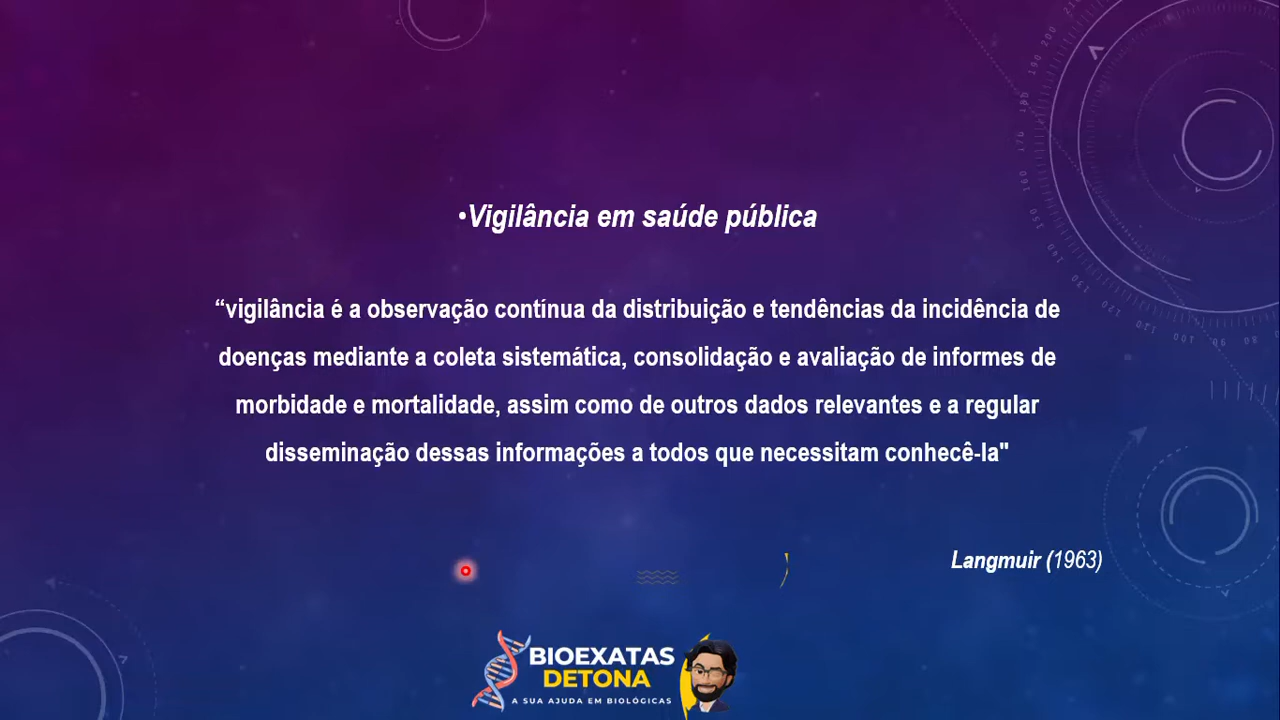 •Vigilância em saúde pública
“vigilância é a observação contínua da distribuição e tendências da incidência de
doenças mediante a coleta sistemática, consolidação e avaliação de informes de
morbidade e mortalidade, assim como de outros dados relevantes e a regular
disseminação dessas informações a todos que necessitam conhecê-la"
Langmuir (1963)
BIOEXATAS
DETONA
A SUA AJUDA EM BIOLÓGICAS